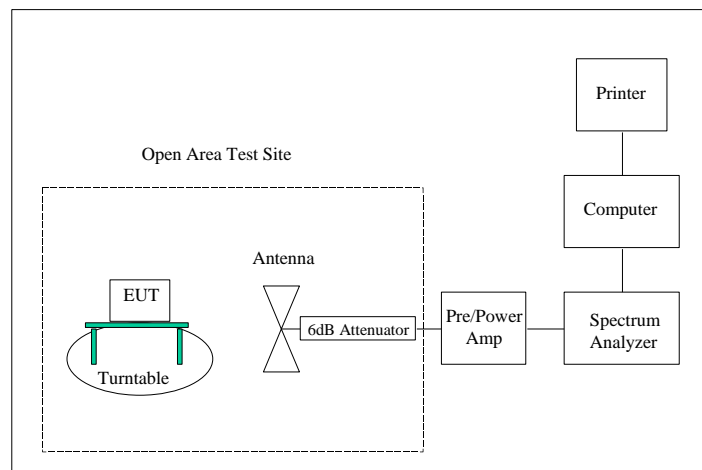 Printer
Open Area Test Site
Computer
Antenna
EUT
6dB Attenuator
Pre/Power
Amp
Spectrum
Analyzer
Turntable